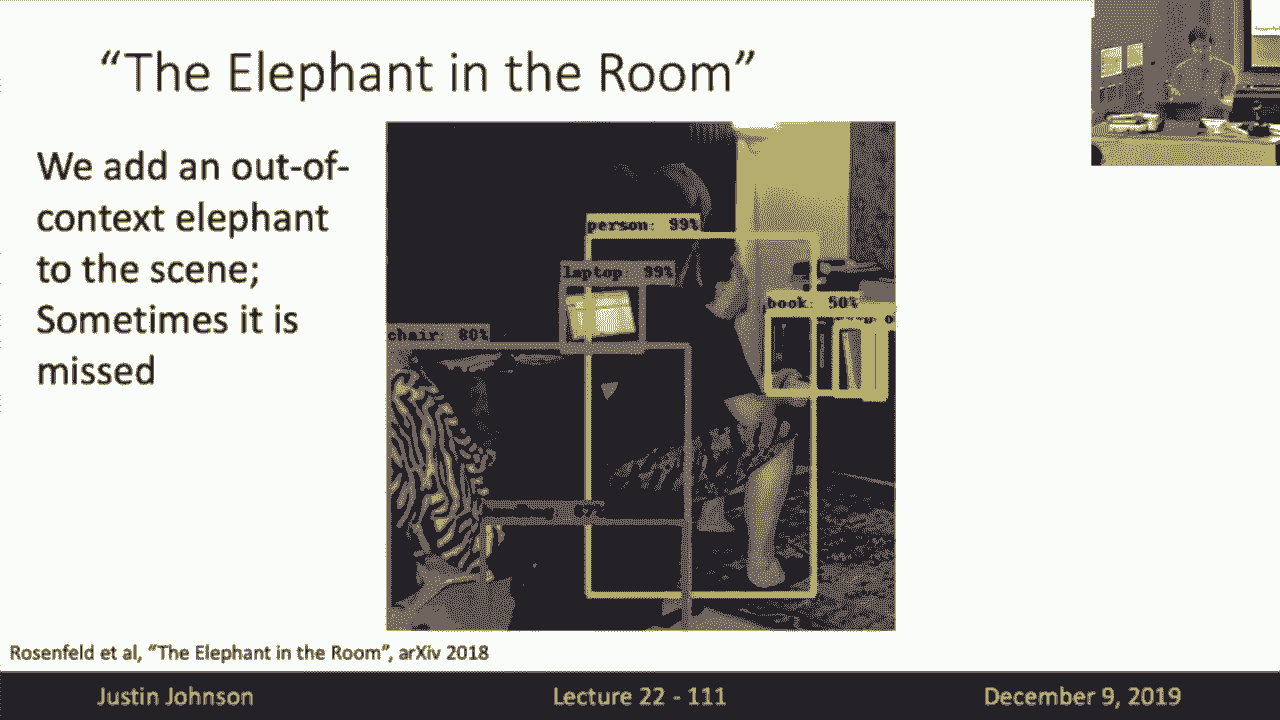 “The Elephant in the Room”
We add an out-of-
context elephant
to the scene;
Sometimes it is
missed
person: 99%
laptop 99%
book: 50%
chair: 80%
Rosenfeld et al, “The Elephant in the Room”, arXiv 2018
Justin Johnson
Lecture 22 - 111
December 9, 2019